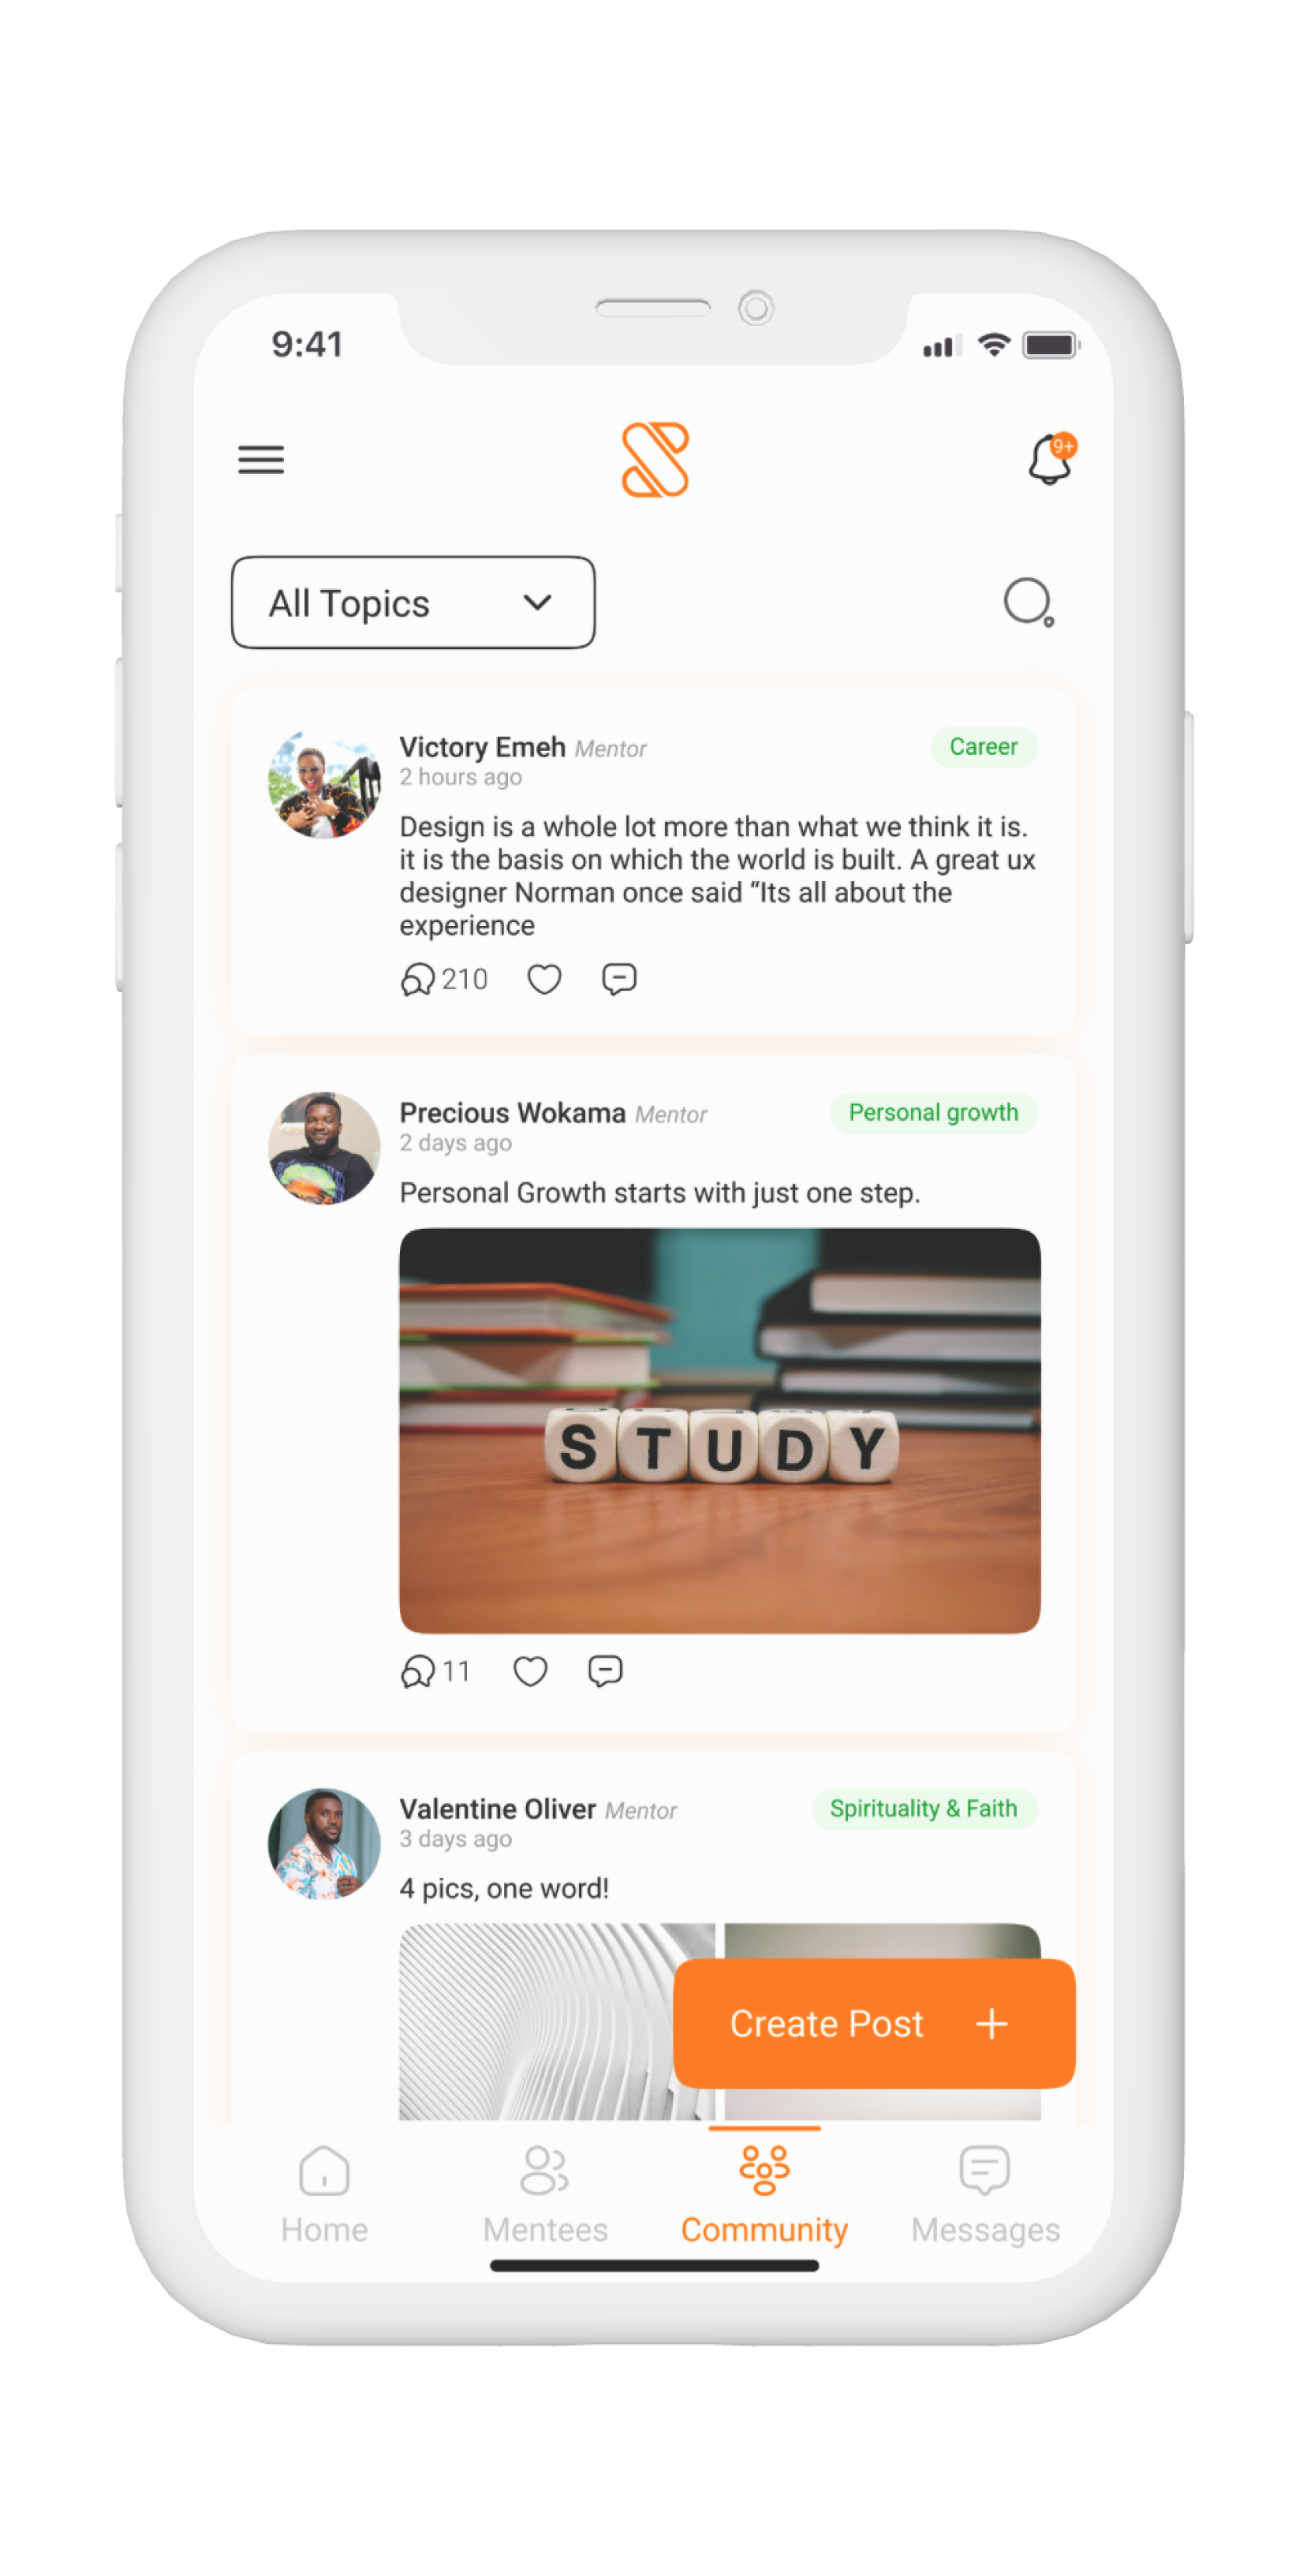 9:41
9+
All Topics
Victory Emeh Mentor
Career
2 hours ago
Design is a whole lot more than what we think it is.
it is the basis on which the world is built. A great ux
designer Norman once said “Its all about the
experience
210
Precious Wokama Mentor
Personal growth
2 days ago
Personal Growth starts with just one step.
STUDY
11
Valentine Oliver Mentor
Spirituality & Faith
3 days ago
4 pics, one word!
Create Post +
Home
Mentees
Community
Messages